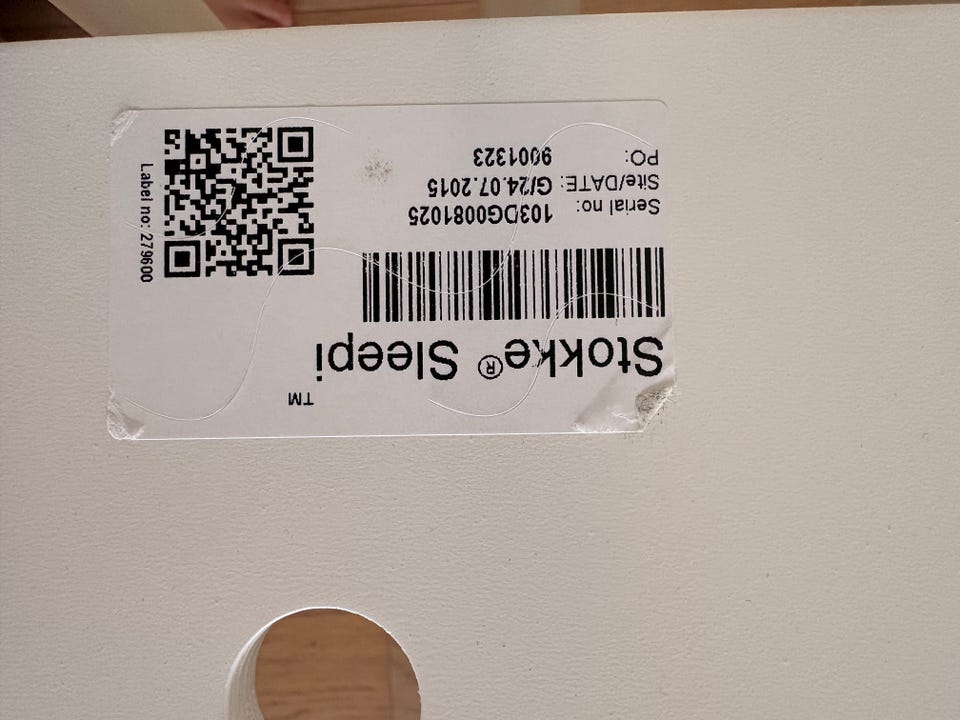 Stokke® Sleepi™
Serial no: 103DG0081025
Site/DATE: G/24.07.2015
PO: 9001323
Label no: 279600